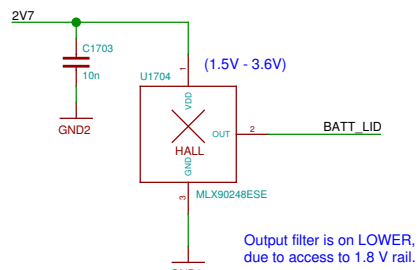 2V7
C1703
10n
GND2
(1.5V - 3.6V)
1
U1704
VDD
OUT
2
BATT_LID
HALL
GND
3
MLX90248ESE
Output filter is on LOWER,
due to access to 1.8 V rail.